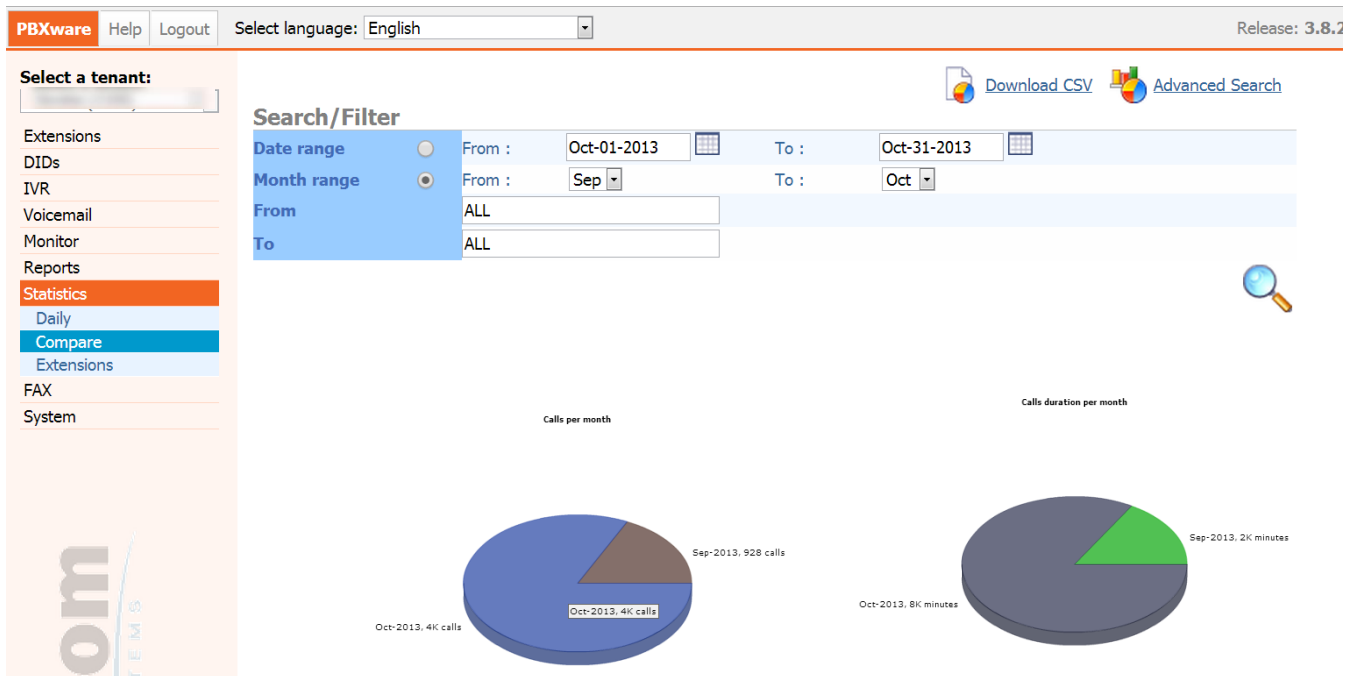 PBXware Help Logout Select language: English Release: 3.8.2
Select a tenant:
Download CSV Advanced Search
Search/Filter
Extensions
DIDs
IVR
Voicemail
Monitor
Reports
Statistics
Daily
Compare
Extensions
FAX
System
Date range From : Oct-01-2013 To : Oct-31-2013
Month range From : Sep To : Oct
From ALL
To ALL
Calls per month
Sep-2013, 928 calls
Oct-2013, 4K calls
Oct-2013, 4K calls
Calls duration per month
Sep-2013, 2K minutes
Oct-2013, 8K minutes
om
TEMS